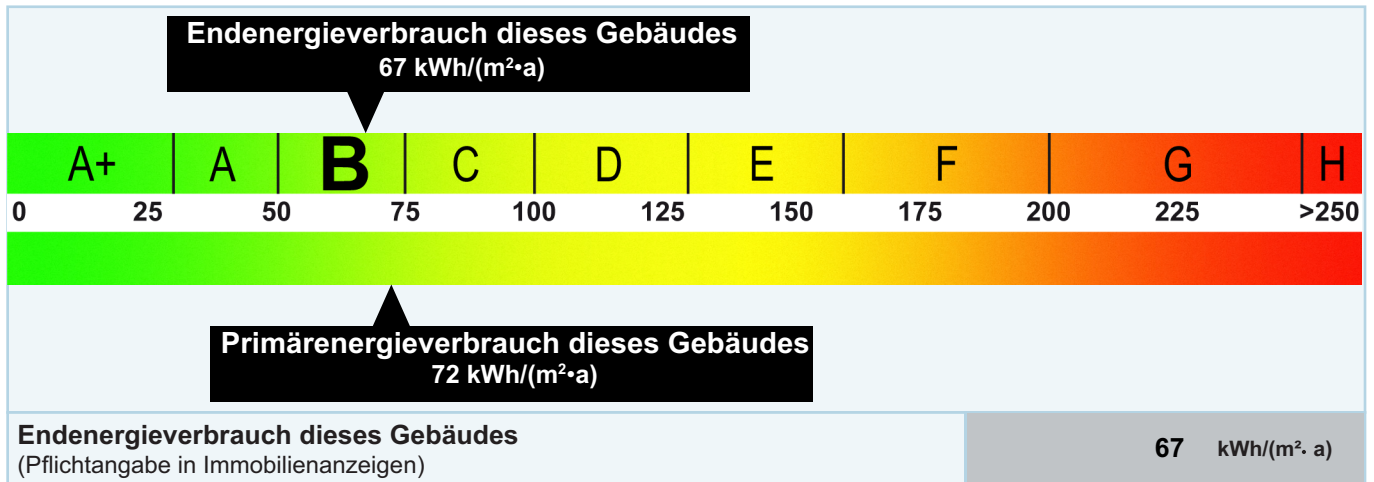 Endenergieverbrauch dieses Gebäudes
67 kWh/(m²•a)
A+ A B C D E F G H
0 25 50 75 100 125 150 175 200 225 >250
Primärenergieverbrauch dieses Gebäudes
72 kWh/(m²•a)
Endenergieverbrauch dieses Gebäudes
(Pflichtangabe in Immobilienanzeigen)
67 kWh/(m²· a)